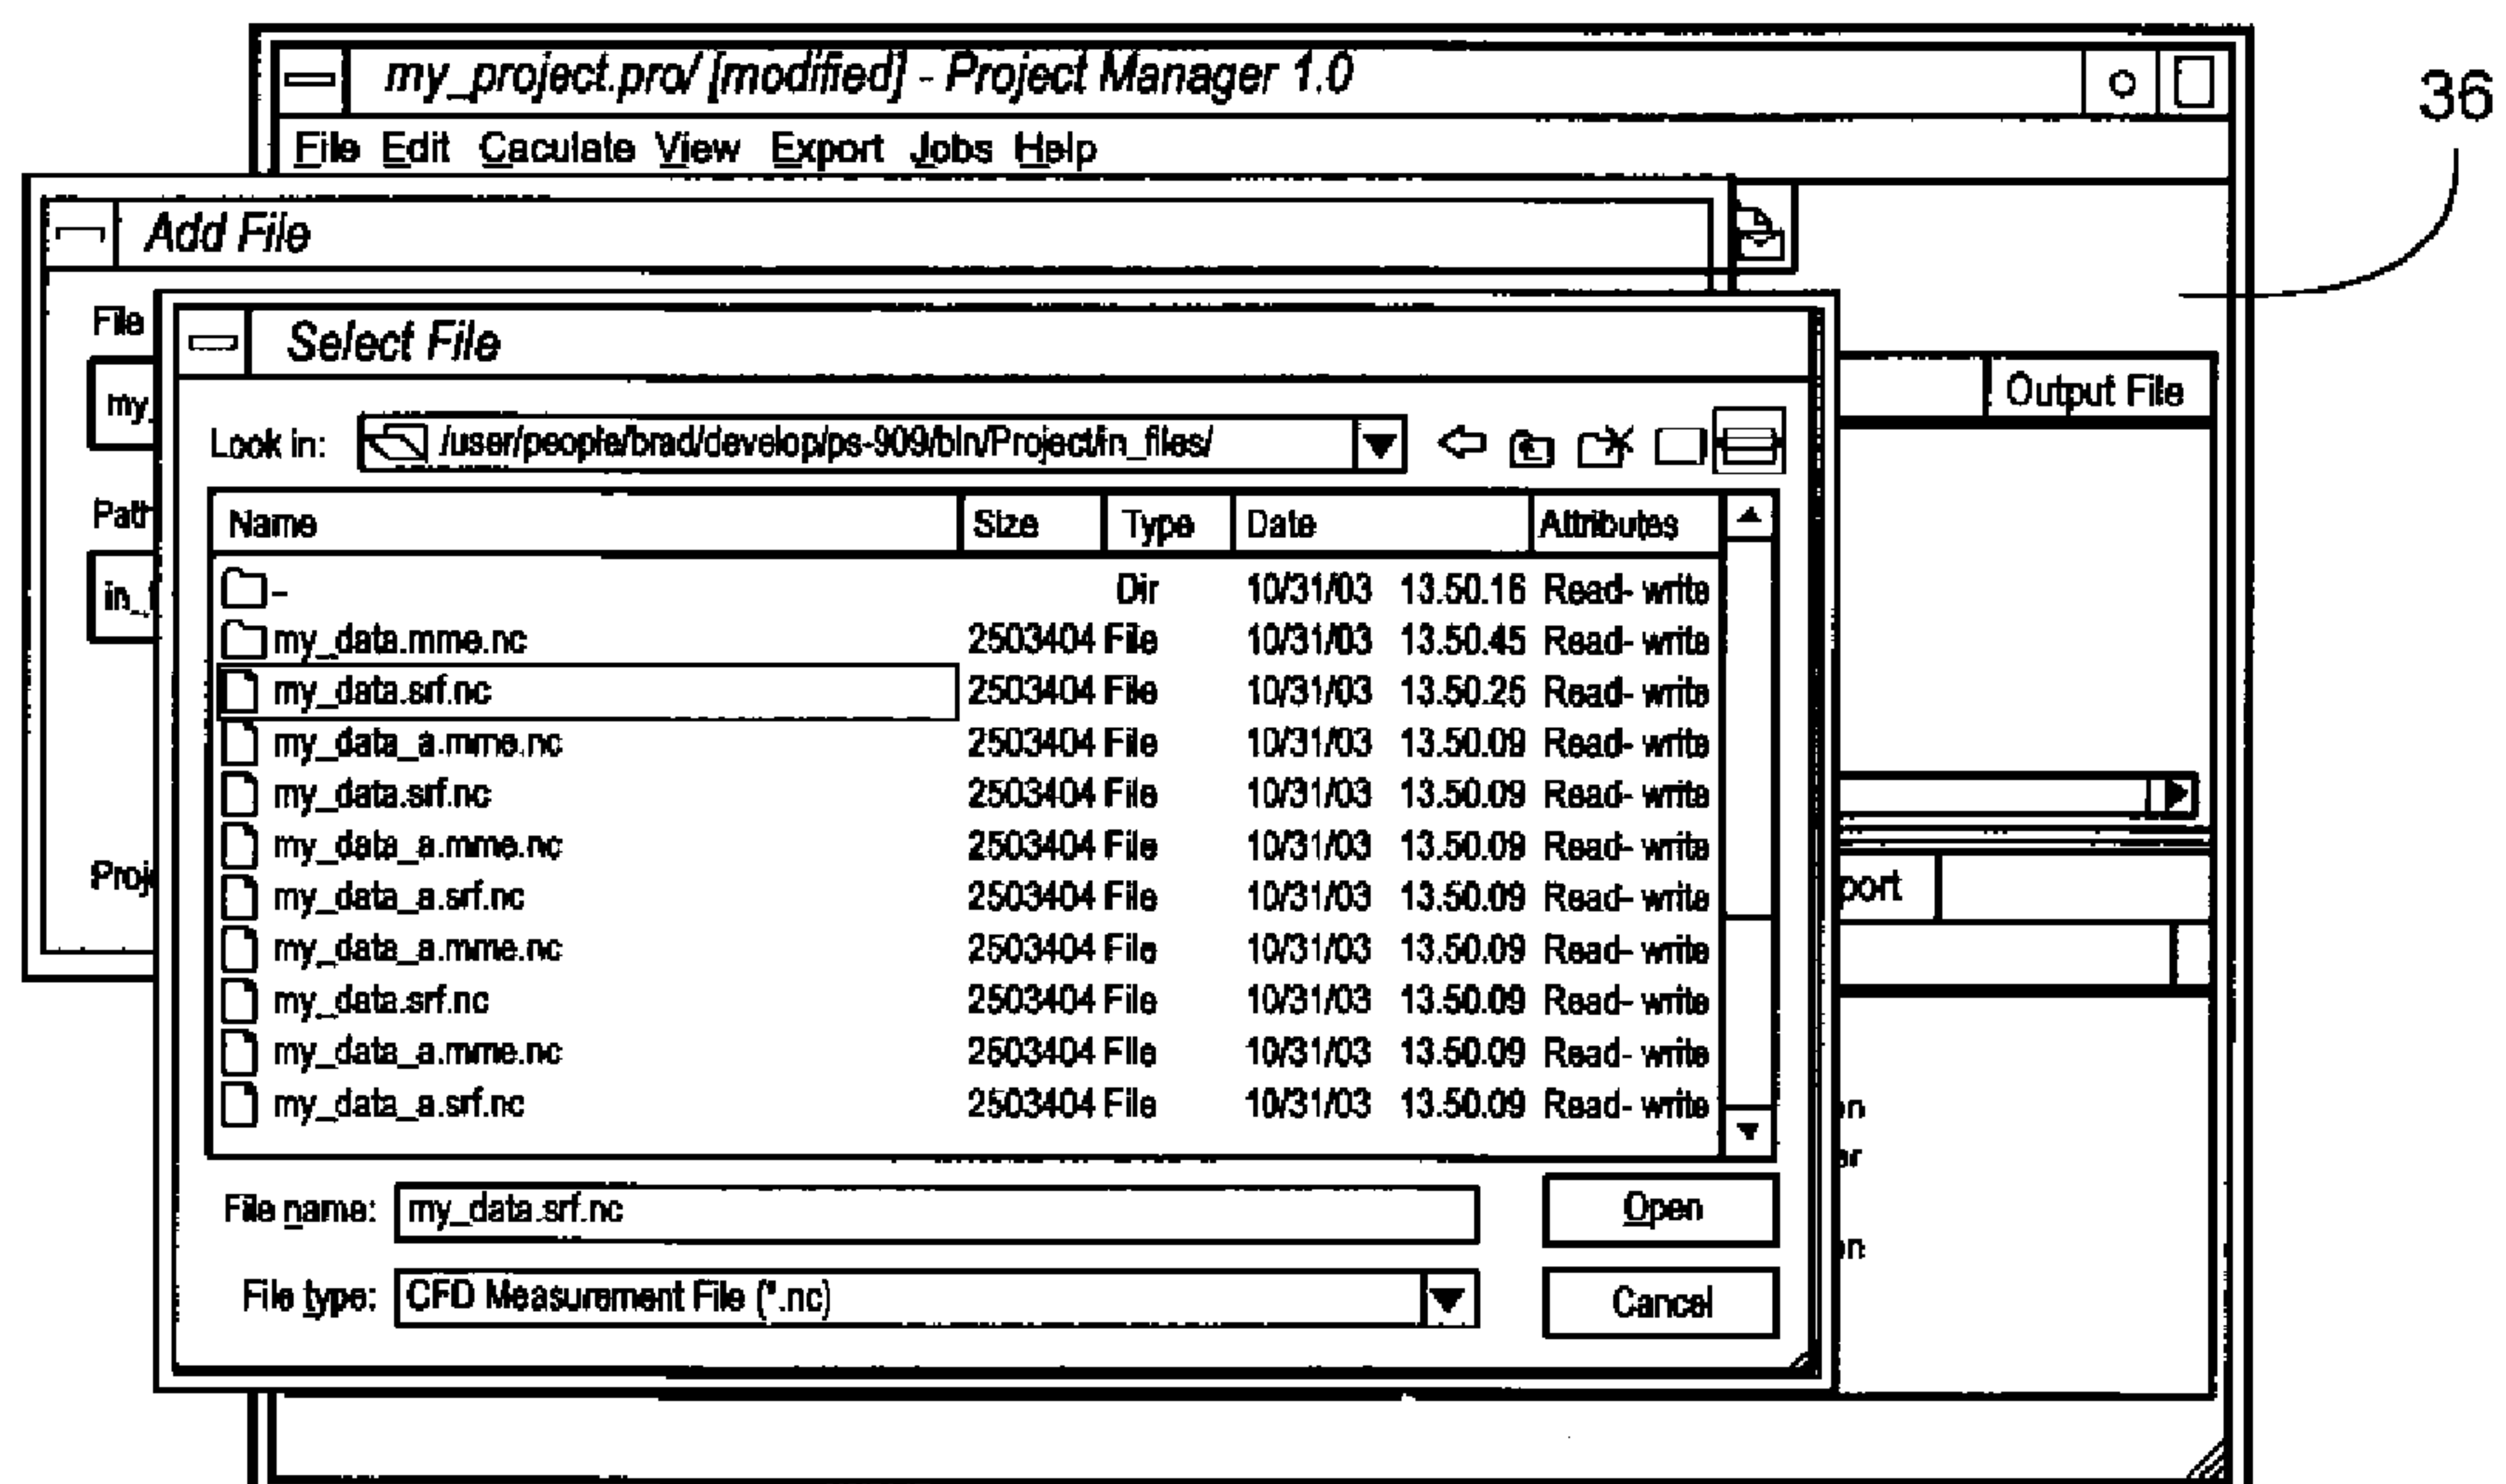 my_project.pro/ [modified] - Project Manager 1.0
36
File Edit Caculate View Export Jobs Help
Add File
File
Select File
my_
Output File
Look in: /user/people/brad/develop/ps-909/bin/Project/in_files/
Name Size Type Date Attributes
Dir 10/31/03 13.50.16 Read- write
my_data.mme.nc 2503404 File 10/31/03 13.50.45 Read- write
my_data.srf.nc 2503404 File 10/31/03 13.50.25 Read- write
my_data_a.mme.nc 2503404 File 10/31/03 13.50.09 Read- write
my_data.srf.nc 2503404 File 10/31/03 13.50.09 Read- write
my_data_a.mme.nc 2503404 File 10/31/03 13.50.09 Read- write
my_data_a.srf.nc 2503404 File 10/31/03 13.50.09 Read- write
my_data_a.mme.nc 2503404 File 10/31/03 13.50.09 Read- write
my_data.srf.nc 2503404 File 10/31/03 13.50.09 Read- write
my_data_a.mme.nc 2503404 File 10/31/03 13.50.09 Read- write
my_data_a.srf.nc 2503404 File 10/31/03 13.50.09 Read- write
port
File name: my_data.srf.nc
Open
File type: CFD Measurement File (*.nc)
Cancel